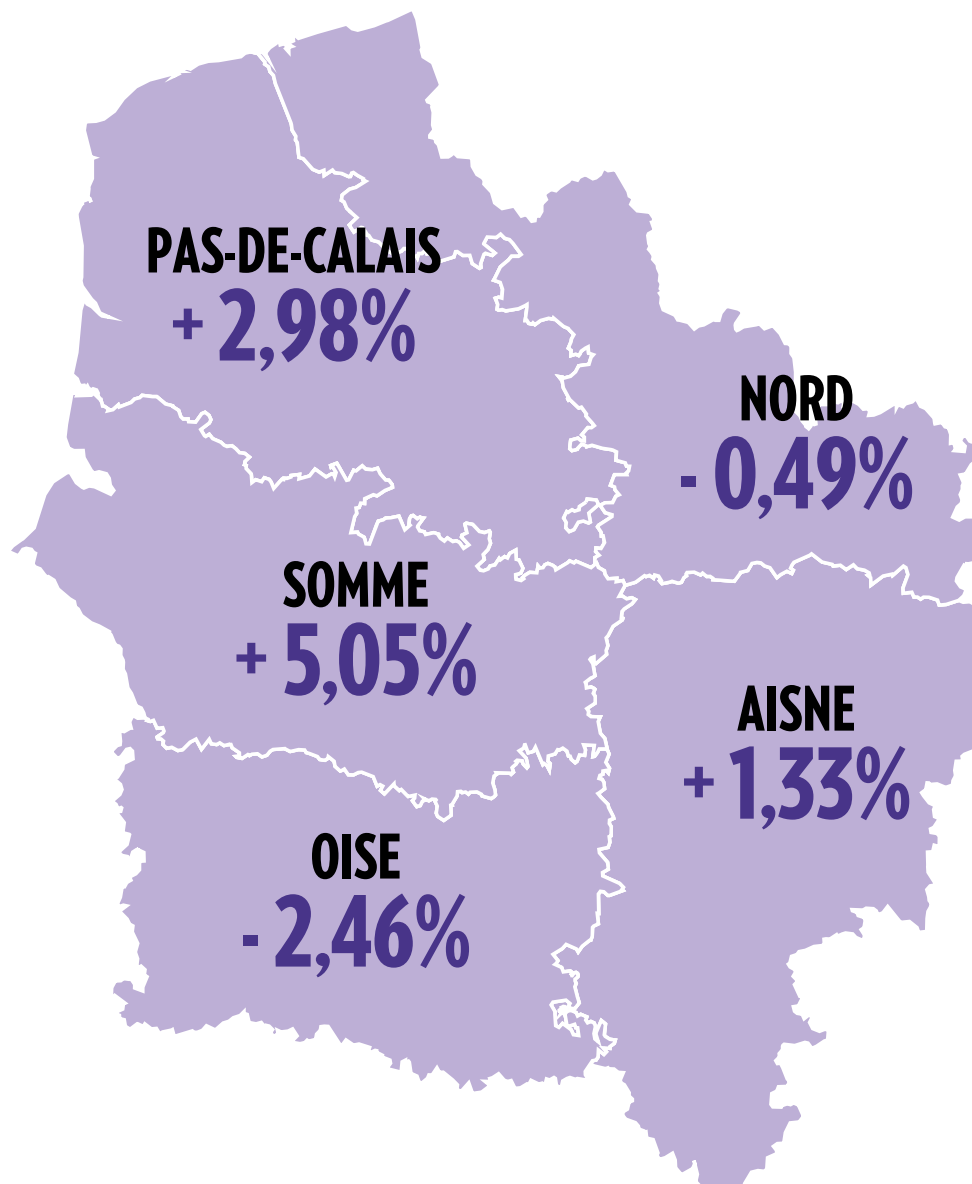 PAS-DE-CALAIS
+ 2,98%
NORD
- 0,49%
SOMME
+ 5,05%
AISNE
+ 1,33%
OISE
- 2,46%